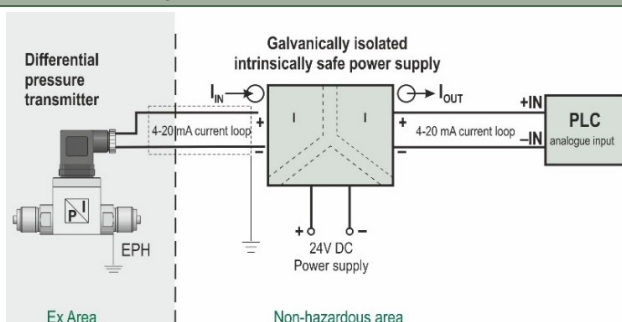 Differential
pressure
transmitter
Galvanically isolated
intrinsically safe power supply
IIN
IOUT
+IN
PLC
analogue input
–IN
4-20 mA current loop
+
–
I
I
+
–
4-20 mA current loop
P
I
EPH
+
–
24V DC
Power supply
Ex Area
Non-hazardous area